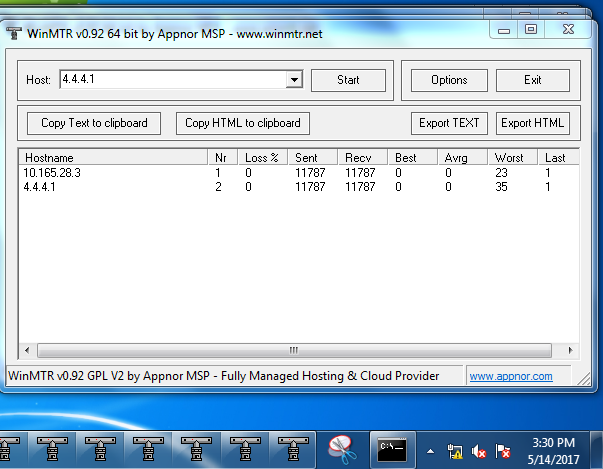 WinMTR v0.92 64 bit by Appnor MSP - www.winmtr.net
Host: 4.4.4.1 Start Options Exit
Copy Text to clipboard Copy HTML to clipboard Export TEXT Export HTML
Hostname Nr Loss % Sent Recv Best Avrg Worst Last
10.165.28.3 1 0 11787 11787 0 0 23 1
4.4.4.1 2 0 11787 11787 0 0 35 1
WinMTR v0.92 GPL V2 by Appnor MSP - Fully Managed Hosting & Cloud Provider www.appnor.com
C:\.
3:30 PM
5/14/2017